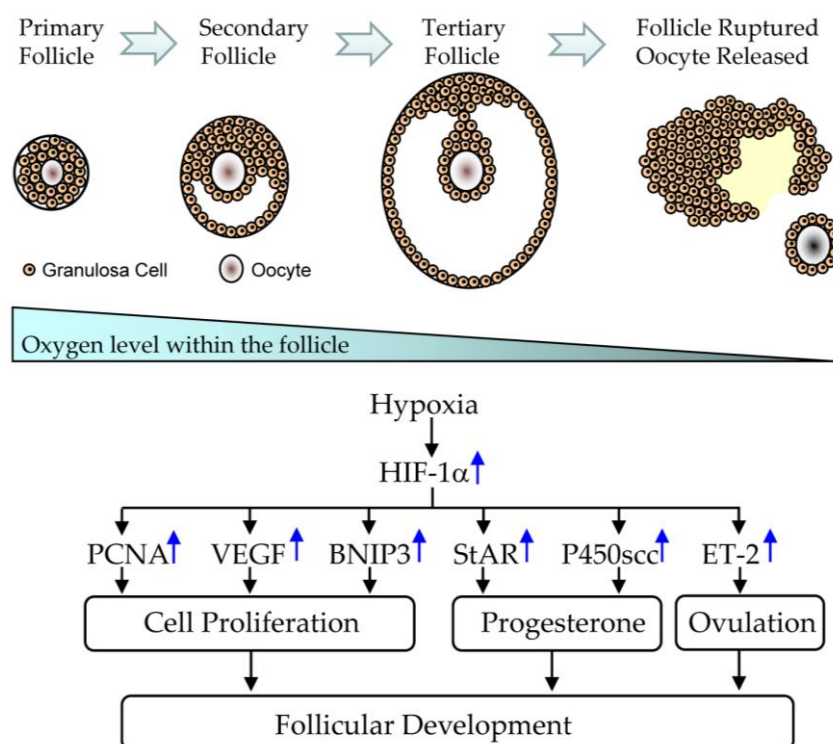 Primary Follicle
Secondary Follicle
Tertiary Follicle
Follicle Ruptured Oocyte Released
Granulosa Cell
Oocyte
Oxygen level within the follicle
Hypoxia
HIF-1α
PCNA
VEGF
BNIP3
StAR
P450scc
ET-2
Cell Proliferation
Progesterone
Ovulation
Follicular Development